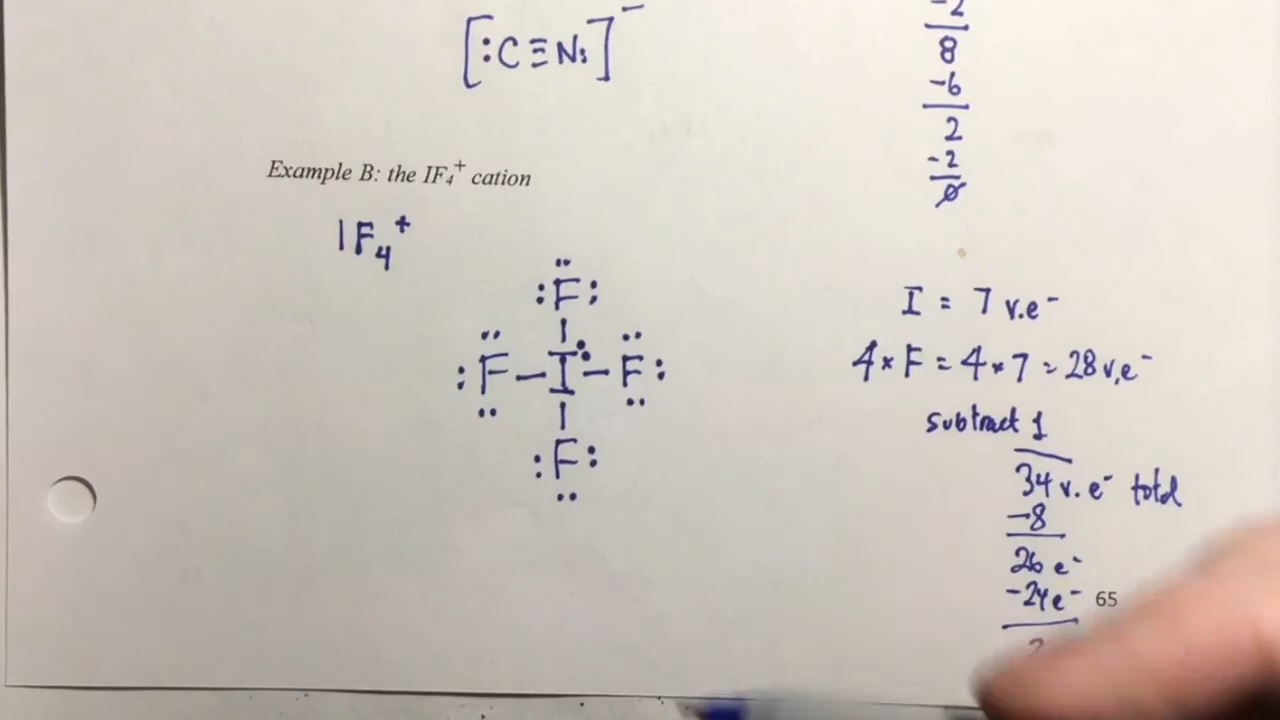 [:C≡N:]⁻
-2
8
-6
2
-2
0
Example B: the IF₄⁺ cation
IF₄⁺
:F:
:F-I-F:
:F:
I = 7 v.e⁻
4×F = 4×7 = 28 v.e⁻
subtract 1
34 v.e⁻ total
-8
26 e⁻
-24e⁻
65